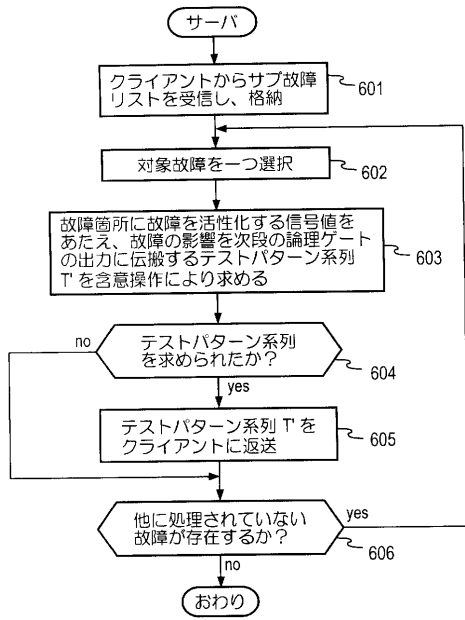 サーバ
クライアントからサブ故障
リストを受信し、格納
601
対象故障を一つ選択
602
故障箇所に故障を活性化する信号値を
あたえ、故障の影響を次段の論理ゲート
の出力に伝搬するテストパターン系列
T' を含意操作により求める
603
no
テストパターン系列
を求められたか？
604
yes
テストパターン系列 T' を
クライアントに返送
605
他に処理されていない
故障が存在するか？
yes
606
no
おわり